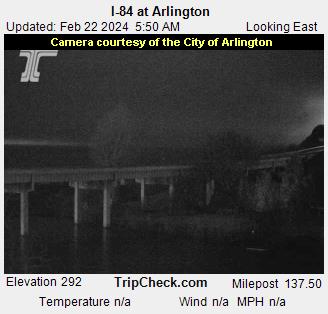 I-84 at Arlington
Updated: Feb 22 2024 5:50 AM Looking East
Camera courtesy of the City of Arlington
Elevation 292 TripCheck.com Milepost 137.50
Temperature n/a Wind n/a MPH n/a